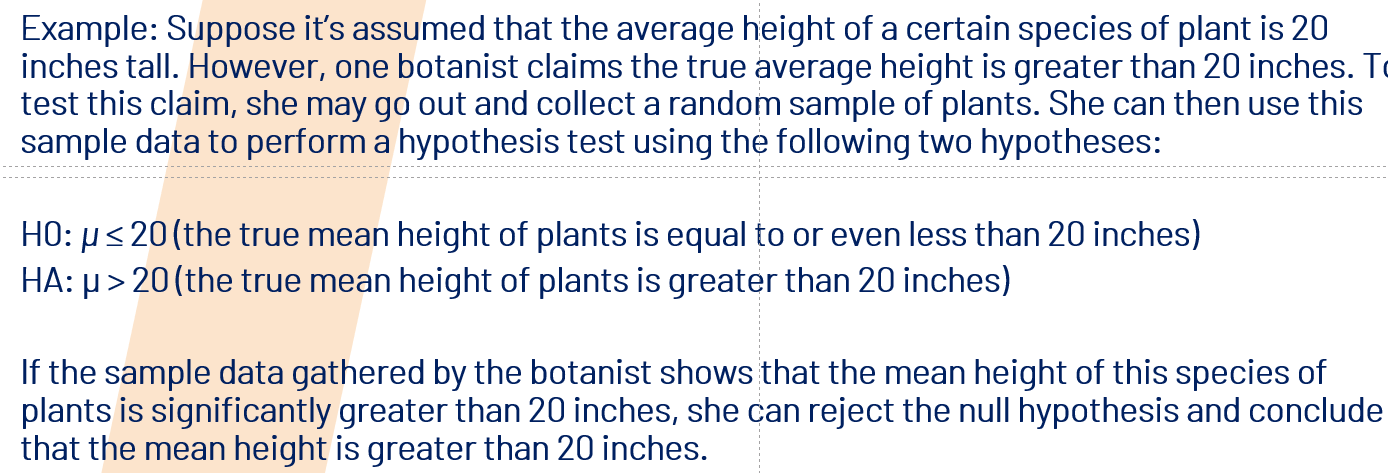 Example: Suppose it’s assumed that the average height of a certain species of plant is 20
inches tall. However, one botanist claims the true average height is greater than 20 inches. To
test this claim, she may go out and collect a random sample of plants. She can then use this
sample data to perform a hypothesis test using the following two hypotheses:
H0: μ ≤ 20 (the true mean height of plants is equal to or even less than 20 inches)
HA: μ > 20 (the true mean height of plants is greater than 20 inches)
If the sample data gathered by the botanist shows that the mean height of this species of
plants is significantly greater than 20 inches, she can reject the null hypothesis and conclude
that the mean height is greater than 20 inches.